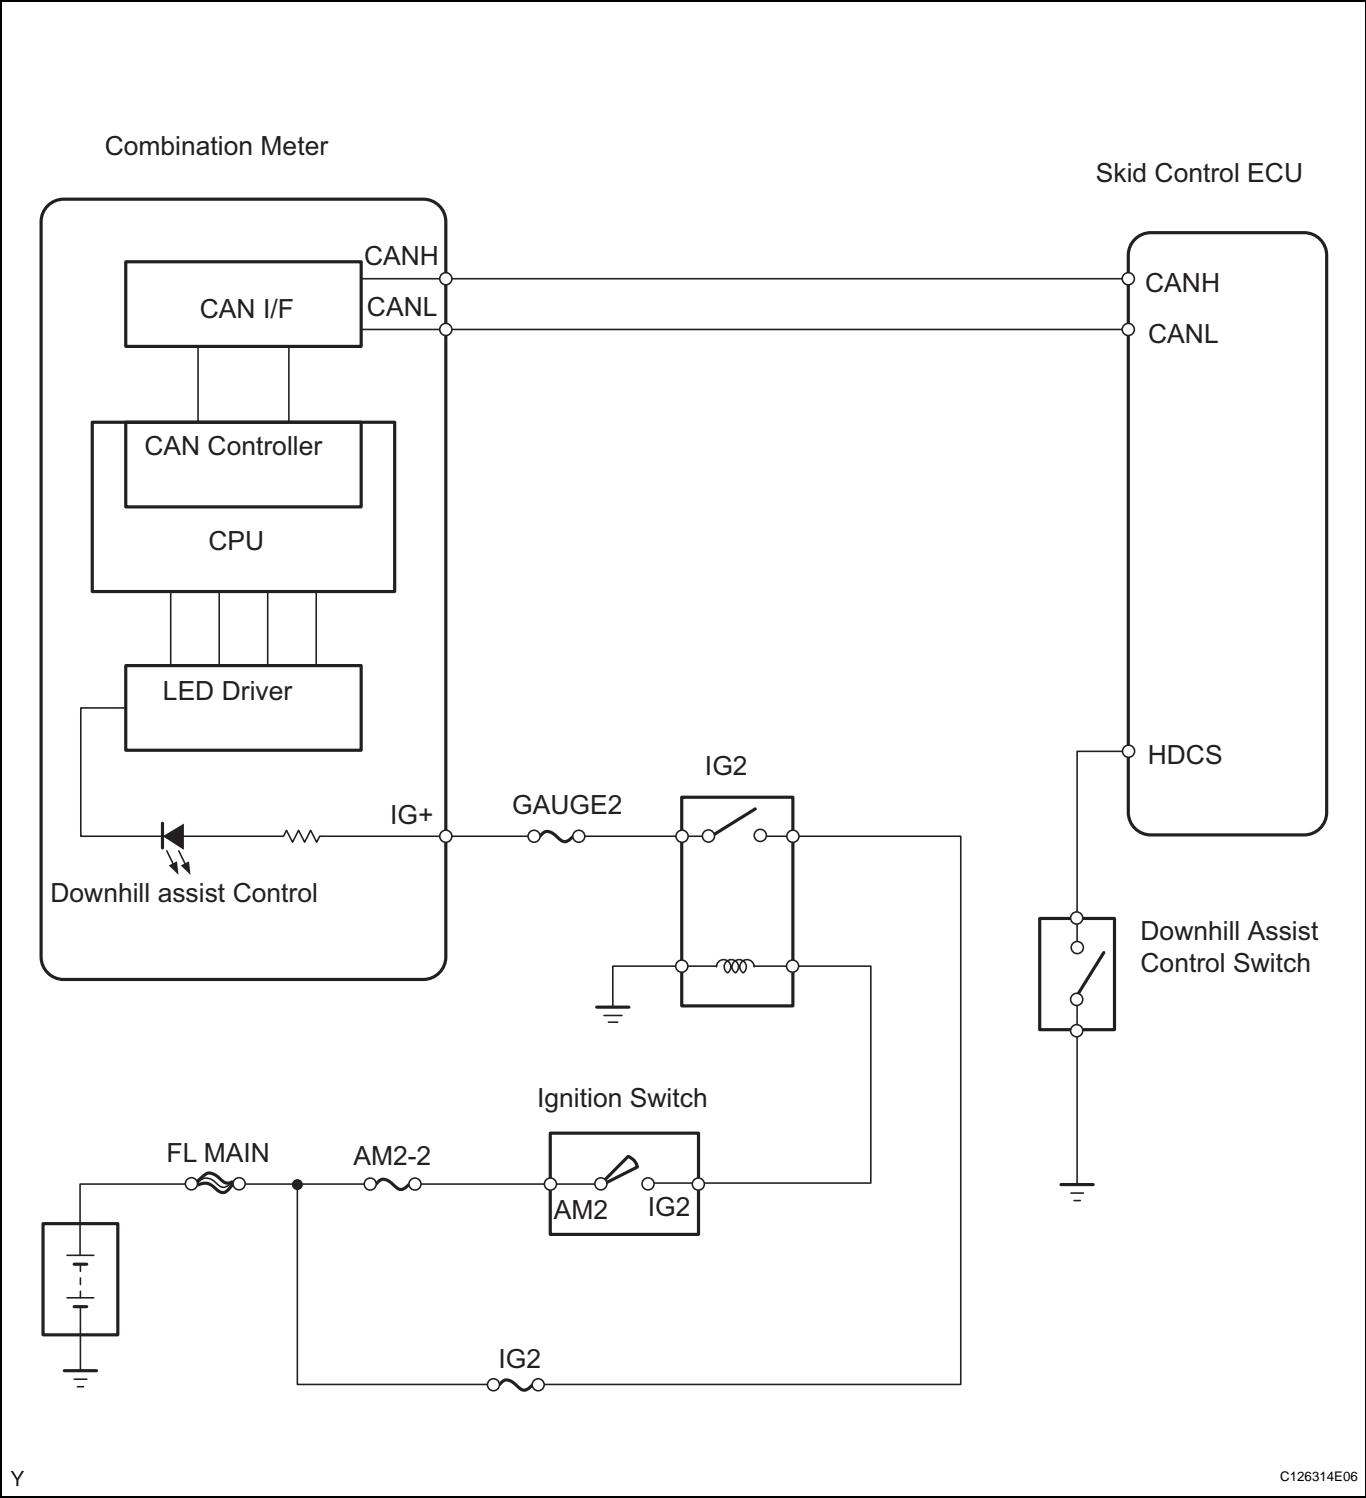 Combination Meter
Skid Control ECU
CANH
CAN I/F
CANL
CANH
CANL
CAN Controller
CPU
LED Driver
HDCS
IG2
GAUGE2
IG+
Downhill assist Control
Downhill Assist
Control Switch
Ignition Switch
FL MAIN
AM2-2
AM2
IG2
IG2
Y
C126314E06